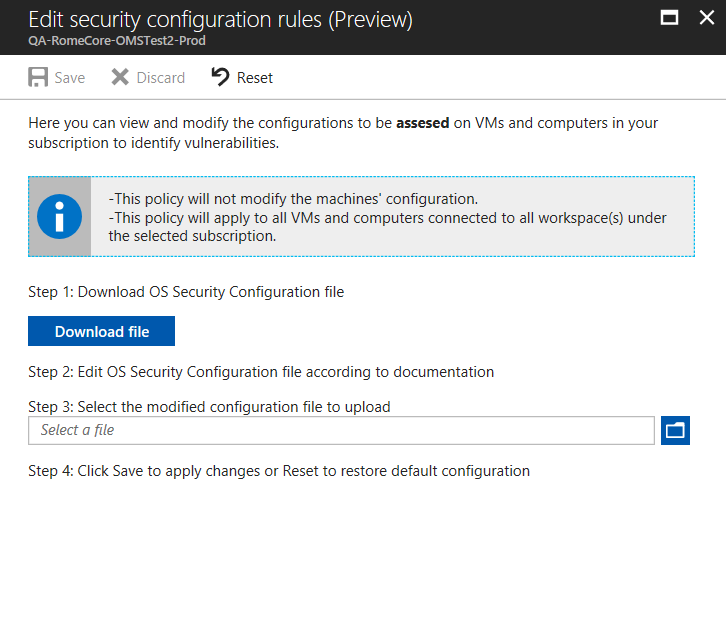 Edit security configuration rules (Preview)
QA-RomeCore-OMSTest2-Prod
Save Discard Reset
Here you can view and modify the configurations to be assesed on VMs and computers in your
subscription to identify vulnerabilities.
-This policy will not modify the machines' configuration.
-This policy will apply to all VMs and computers connected to all workspace(s) under
the selected subscription.
Step 1: Download OS Security Configuration file
Download file
Step 2: Edit OS Security Configuration file according to documentation
Step 3: Select the modified configuration file to upload
Select a file
Step 4: Click Save to apply changes or Reset to restore default configuration